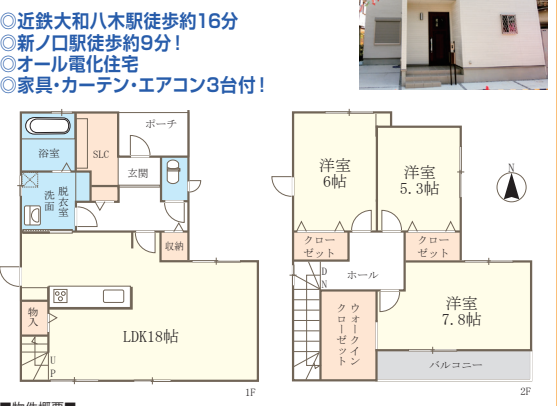 ◎近鉄大和八木駅徒歩約16分
◎新ノ口駅徒歩約9分！
◎オール電化住宅
◎家具・カーテン・エアコン3台付！
浴室
SLC
ポーチ
玄関
洗面
脱衣室
収納
物入
LDK18帖
UP
1F
洋室
6帖
洋室
5.3帖
N
クローゼット
クローゼット
DN
ホール
洋室
7.8帖
ウォークイン
クローゼット
バルコニー
2F
■物件概要■